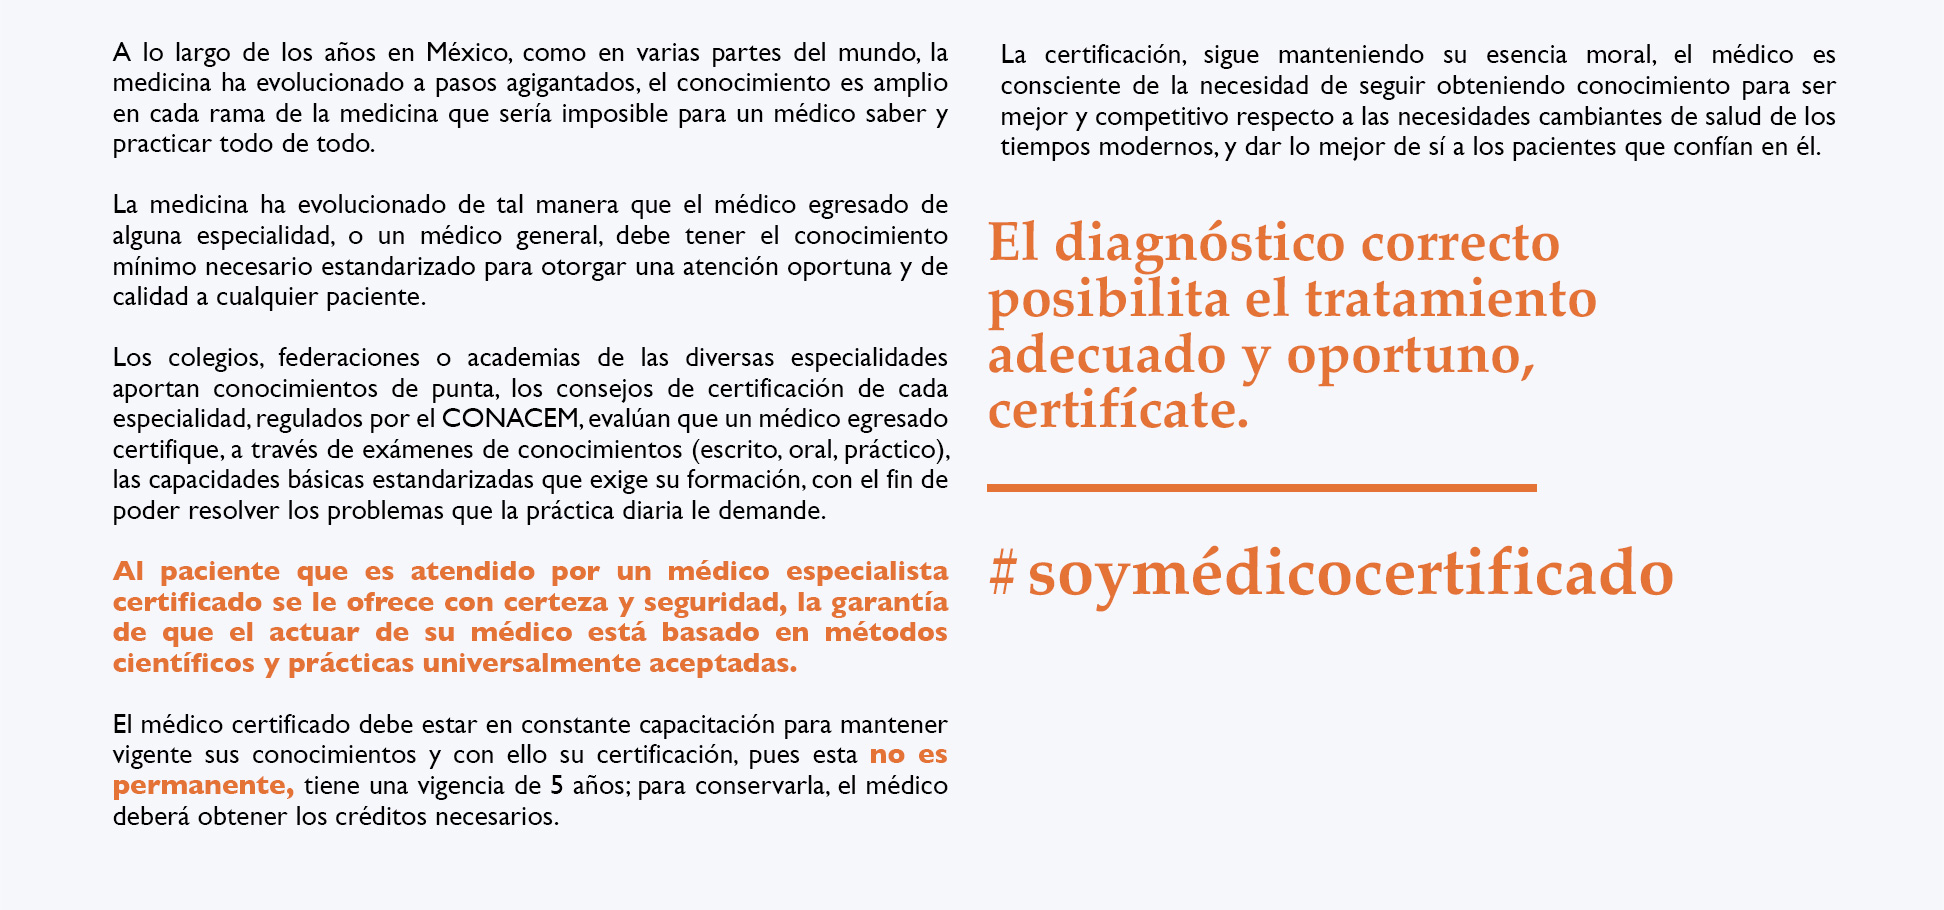 A lo largo de los años en México, como en varias partes del mundo, la
medicina ha evolucionado a pasos agigantados, el conocimiento es amplio
en cada rama de la medicina que sería imposible para un médico saber y
practicar todo de todo.
La medicina ha evolucionado de tal manera que el médico egresado de
alguna especialidad, o un médico general, debe tener el conocimiento
mínimo necesario estandarizado para otorgar una atención oportuna y de
calidad a cualquier paciente.
Los colegios, federaciones o academias de las diversas especialidades
aportan conocimientos de punta, los consejos de certificación de cada
especialidad, regulados por el CONACEM, evalúan que un médico egresado
certifique, a través de exámenes de conocimientos (escrito, oral, práctico),
las capacidades básicas estandarizadas que exige su formación, con el fin de
poder resolver los problemas que la práctica diaria le demande.
Al paciente que es atendido por un médico especialista
certificado se le ofrece con certeza y seguridad, la garantía
de que el actuar de su médico está basado en métodos
científicos y prácticas universalmente aceptadas.
El médico certificado debe estar en constante capacitación para mantener
vigente sus conocimientos y con ello su certificación, pues esta no es
permanente, tiene una vigencia de 5 años; para conservarla, el médico
deberá obtener los créditos necesarios.
La certificación, sigue manteniendo su esencia moral, el médico es
consciente de la necesidad de seguir obteniendo conocimiento para ser
mejor y competitivo respecto a las necesidades cambiantes de salud de los
tiempos modernos, y dar lo mejor de sí a los pacientes que confían en él.
El diagnóstico correcto
posibilita el tratamiento
adecuado y oportuno,
certifícate.
#soymédicocertificado